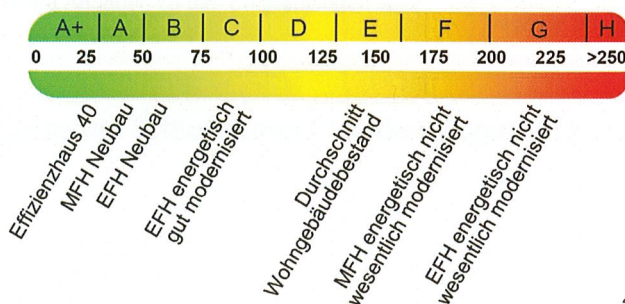 A+ A B C D E F G H
0 25 50 75 100 125 150 175 200 225 >250
Effizienzhaus 40
MFH Neubau
EFH Neubau
EFH energetisch
gut modernisiert
Durchschnitt
Wohngebäudebestand
MFH energetisch nicht
wesentlich modernisiert
EFH energetisch nicht
wesentlich modernisiert